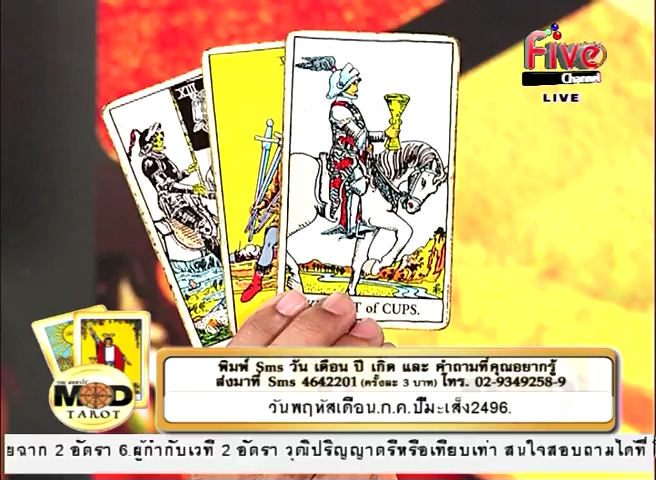 Five
Channel
LIVE
XIII
KNIGHT of CUPS.
MOD
TAROT
พิมพ์ Sms วัน เดือน ปี เกิด และ คำถามที่คุณอยากรู้
ส่งมาที่ Sms 4642201 (ครั้งละ 3 บาท) โทร. 02-9349258-9
วันพฤหัสเดือน.ก.ค.ปีมะเส็ง2496.
ยฉาก 2 อัตรา 6.ผู้กำกับเวที 2 อัตรา วุฒิปริญญาตรีหรือเทียบเท่า สนใจสอบถามได้ที่